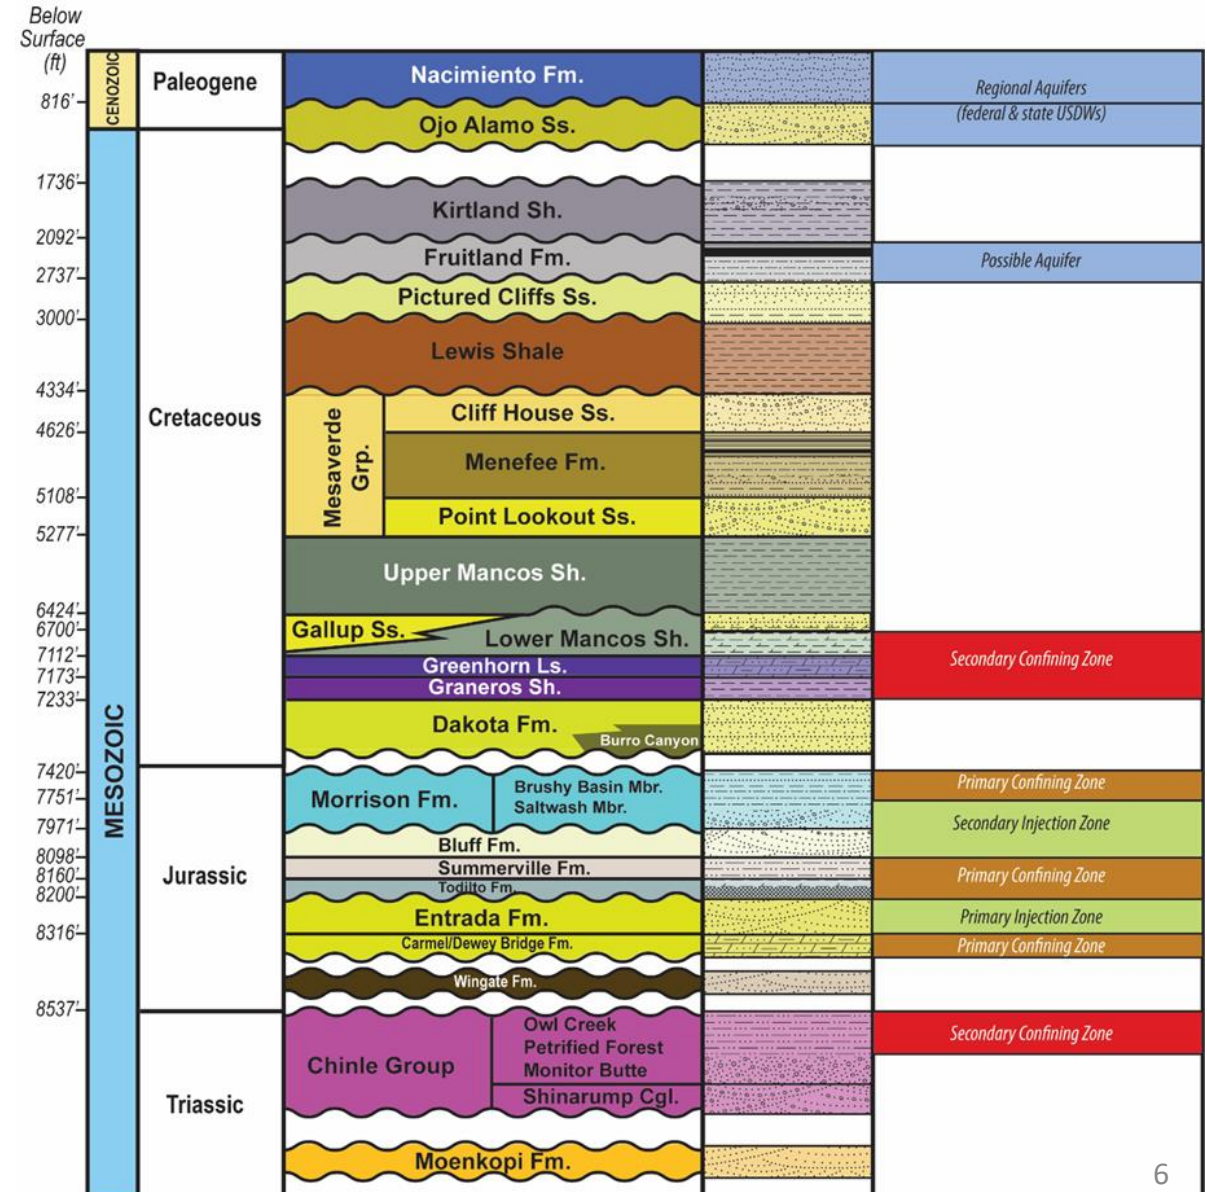 Below
Surface
(ft)
816'
1736'
2092'
2737'
3000'
4334'
4626'
5108'
5277'
6424'
6700'
7112'
7173'
7233'
7420'
7751'
7971'
8098'
8160'
8200'
8316'
8537'
CENOZOIC
MESOZOIC
Paleogene
Cretaceous
Jurassic
Triassic
Nacimiento Fm.
Ojo Alamo Ss.
Kirtland Sh.
Fruitland Fm.
Pictured Cliffs Ss.
Lewis Shale
Mesaverde
Grp.
Cliff House Ss.
Menefee Fm.
Point Lookout Ss.
Upper Mancos Sh.
Gallup Ss.
Lower Mancos Sh.
Greenhorn Ls.
Graneros Sh.
Dakota Fm.
Burro Canyon
Morrison Fm.
Brushy Basin Mbr.
Saltwash Mbr.
Bluff Fm.
Summerville Fm.
Todilto Fm.
Entrada Fm.
Carmel/Dewey Bridge Fm.
Wingate Fm.
Chinle Group
Owl Creek
Petrified Forest
Monitor Butte
Shinarump Cgl.
Moenkopi Fm.
Regional Aquifers
(federal & state USDWs)
Possible Aquifer
Secondary Confining Zone
Primary Confining Zone
Secondary Injection Zone
Primary Confining Zone
Primary Injection Zone
Primary Confining Zone
Secondary Confining Zone
6